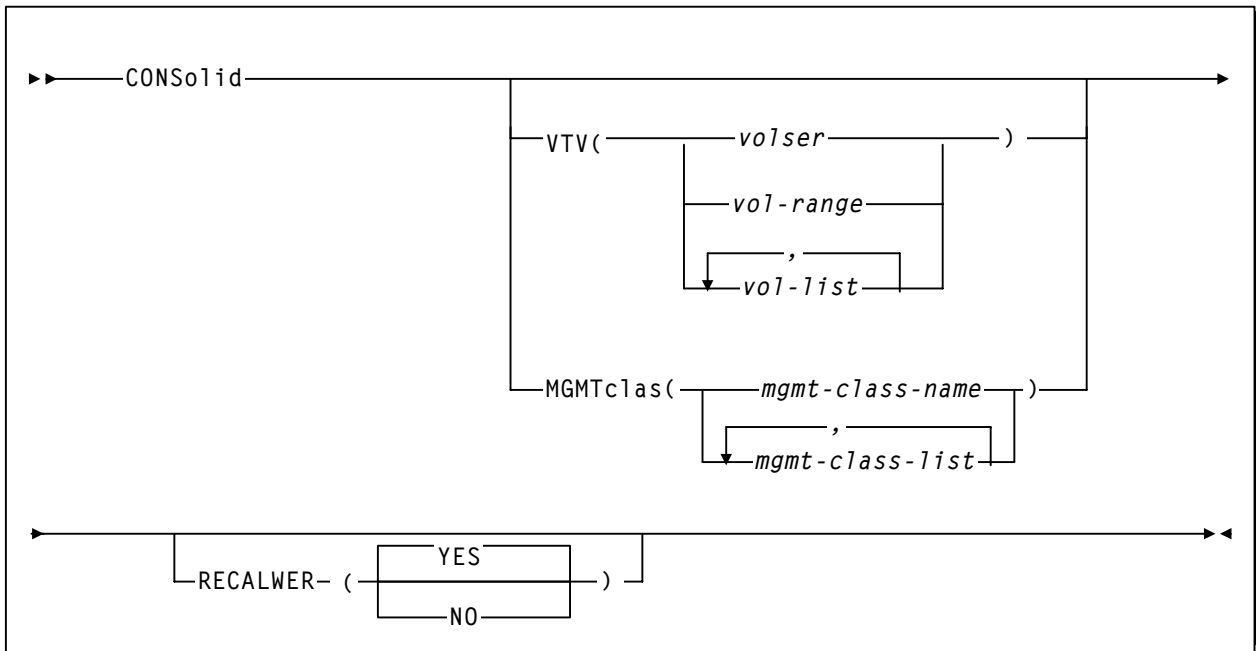 CONSolid
VTV( volser )
vol-range
,
vol-list
MGMTclas( mgmt-class-name )
,
mgmt-class-list
YES
RECALWER ( )
NO